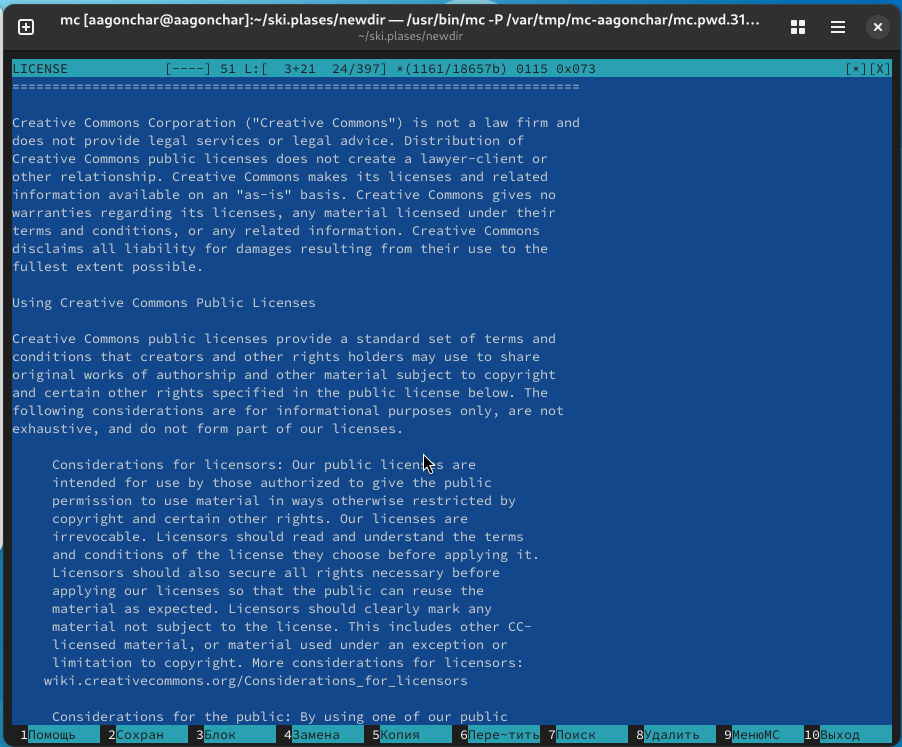 mc [aagonchar@aagonchar]:~/ski.plases/newdir — /usr/bin/mc -P /var/tmp/mc-aagonchar/mc.pwd.31…
~/ski.plases/newdir
LICENSE            [----] 51 L:[  3+21  24/397] *(1161/18657b) 0115 0x073                               [*][X]
=======================================================================

Creative Commons Corporation ("Creative Commons") is not a law firm and
does not provide legal services or legal advice. Distribution of
Creative Commons public licenses does not create a lawyer-client or
other relationship. Creative Commons makes its licenses and related
information available on an "as-is" basis. Creative Commons gives no
warranties regarding its licenses, any material licensed under their
terms and conditions, or any related information. Creative Commons
disclaims all liability for damages resulting from their use to the
fullest extent possible.

Using Creative Commons Public Licenses

Creative Commons public licenses provide a standard set of terms and
conditions that creators and other rights holders may use to share
original works of authorship and other material subject to copyright
and certain other rights specified in the public license below. The
following considerations are for informational purposes only, are not
exhaustive, and do not form part of our licenses.

     Considerations for licensors: Our public licenses are
     intended for use by those authorized to give the public
     permission to use material in ways otherwise restricted by
     copyright and certain other rights. Our licenses are
     irrevocable. Licensors should read and understand the terms
     and conditions of the license they choose before applying it.
     Licensors should also secure all rights necessary before
     applying our licenses so that the public can reuse the
     material as expected. Licensors should clearly mark any
     material not subject to the license. This includes other CC-
     licensed material, or material used under an exception or
     limitation to copyright. More considerations for licensors:
    wiki.creativecommons.org/Considerations_for_licensors

     Considerations for the public: By using one of our public
1Помощь 2Сохран 3Блок 4Замена 5Копия 6Пере~тить 7Поиск 8Удалить 9МенюMC 10Выход